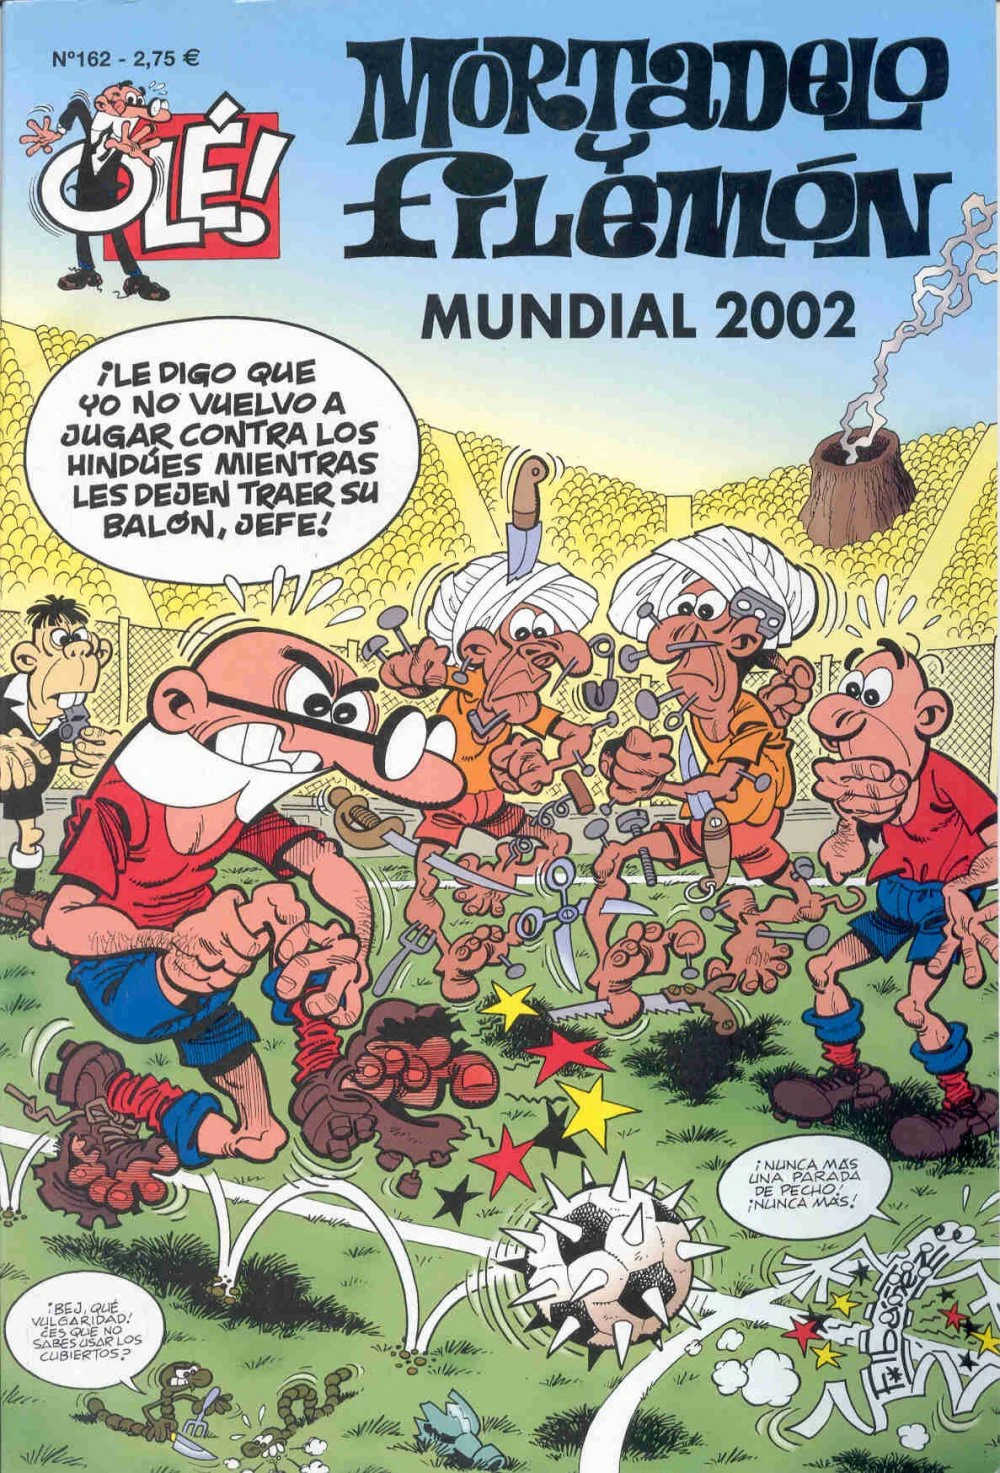 Nº162 - 2,75 €
OLÉ!
MORTADELO
Y
FILEMÓN
MUNDIAL 2002
¡LE DIGO QUE
YO NO VUELVO A
JUGAR CONTRA LOS
HINDÚES MIENTRAS
LES DEJEN TRAER SU
BALÓN, JEFE!
¡NUNCA MÁS
UNA PARADA
DE PECHO!
¡NUNCA MÁS!
¡BEJ, QUÉ
VULGARIDAD!
¿ES QUE NO
SABES USAR LOS
CUBIERTOS?